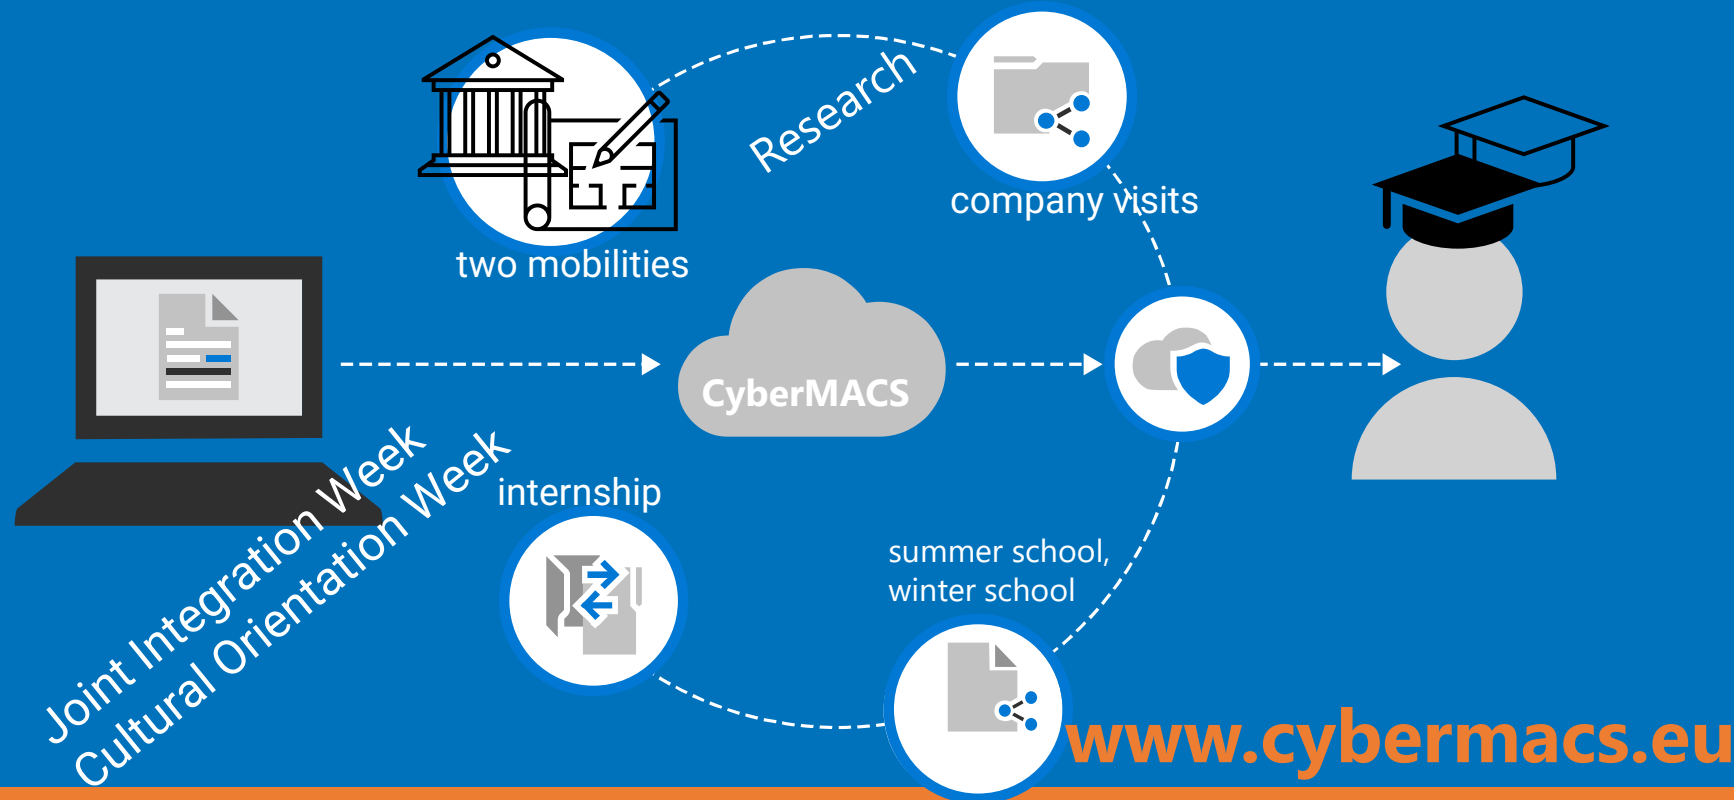 Research
company visits
two mobilities
CyberMACS
Joint Integration Week
Cultural Orientation Week
internship
summer school,
winter school
www.cybermacs.eu